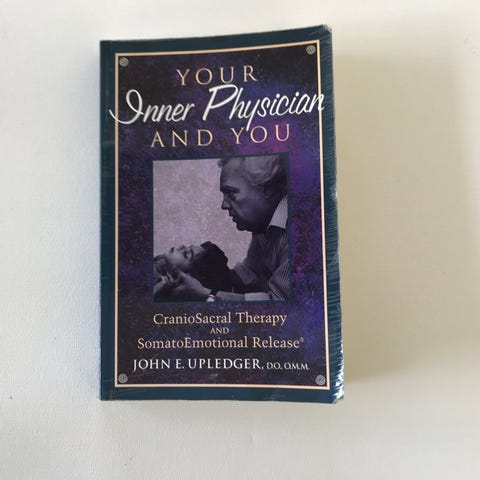 YOUR
Inner Physician
AND YOU
CranioSacral Therapy
AND
SomatoEmotional Release®
JOHN E. UPLEDGER, D.O. O.M.M.